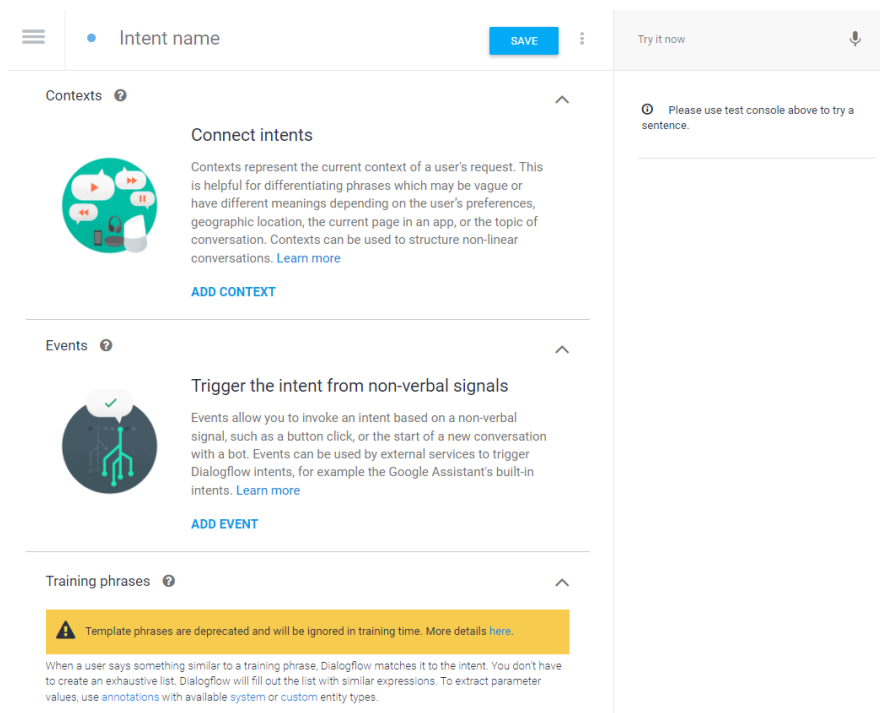 Intent name
SAVE
Try it now
Contexts
Please use test console above to try a
sentence.
Connect intents
Contexts represent the current context of a user's request. This
is helpful for differentiating phrases which may be vague or
have different meanings depending on the user's preferences,
geographic location, the current page in an app, or the topic of
conversation. Contexts can be used to structure non-linear
conversations. Learn more
ADD CONTEXT
Events
Trigger the intent from non-verbal signals
Events allow you to invoke an intent based on a non-verbal
signal, such as a button click, or the start of a new conversation
with a bot. Events can be used by external services to trigger
Dialogflow intents, for example the Google Assistant's built-in
intents. Learn more
ADD EVENT
Training phrases
Template phrases are deprecated and will be ignored in training time. More details here.
When a user says something similar to a training phrase, Dialogflow matches it to the intent. You don't have
to create an exhaustive list. Dialogflow will fill out the list with similar expressions. To extract parameter
values, use annotations with available system or custom entity types.